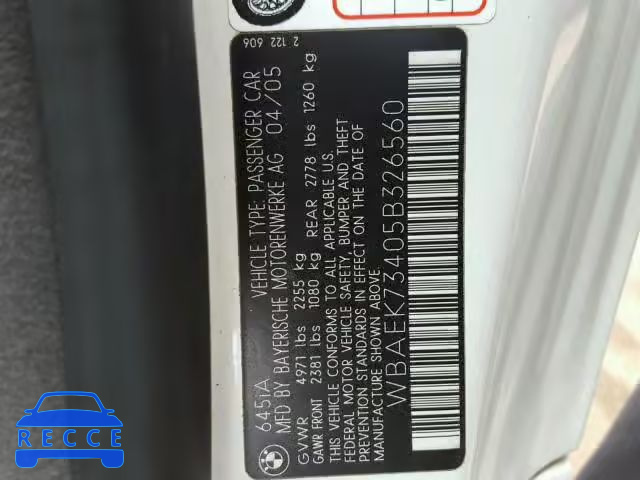 645iA VEHICLE TYPE: PASSENGER CAR 2 122 606
MFD BY BAYERISCHE MOTORENWERKE AG 04/05
GVWR 4971 lbs 2255 kg
GAWR FRONT 2381 lbs 1080 kg REAR 2778 lbs 1260 kg
THIS VEHICLE CONFORMS TO ALL APPLICABLE U.S.
FEDERAL MOTOR VEHICLE SAFETY, BUMPER AND THEFT
PREVENTION STANDARDS IN EFFECT ON THE DATE OF
MANUFACTURE ABOVE.
WBAEK73405B326560
RECCE